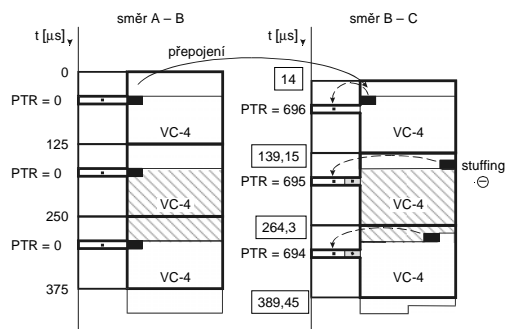 směr A – B
t [μs]
přepojení
0
PTR = 0
VC-4
125
PTR = 0
VC-4
250
PTR = 0
VC-4
375
směr B – C
t [μs]
14
PTR = 696
VC-4
139,15
stuffing
⊖
PTR = 695
VC-4
264,3
PTR = 694
VC-4
389,45